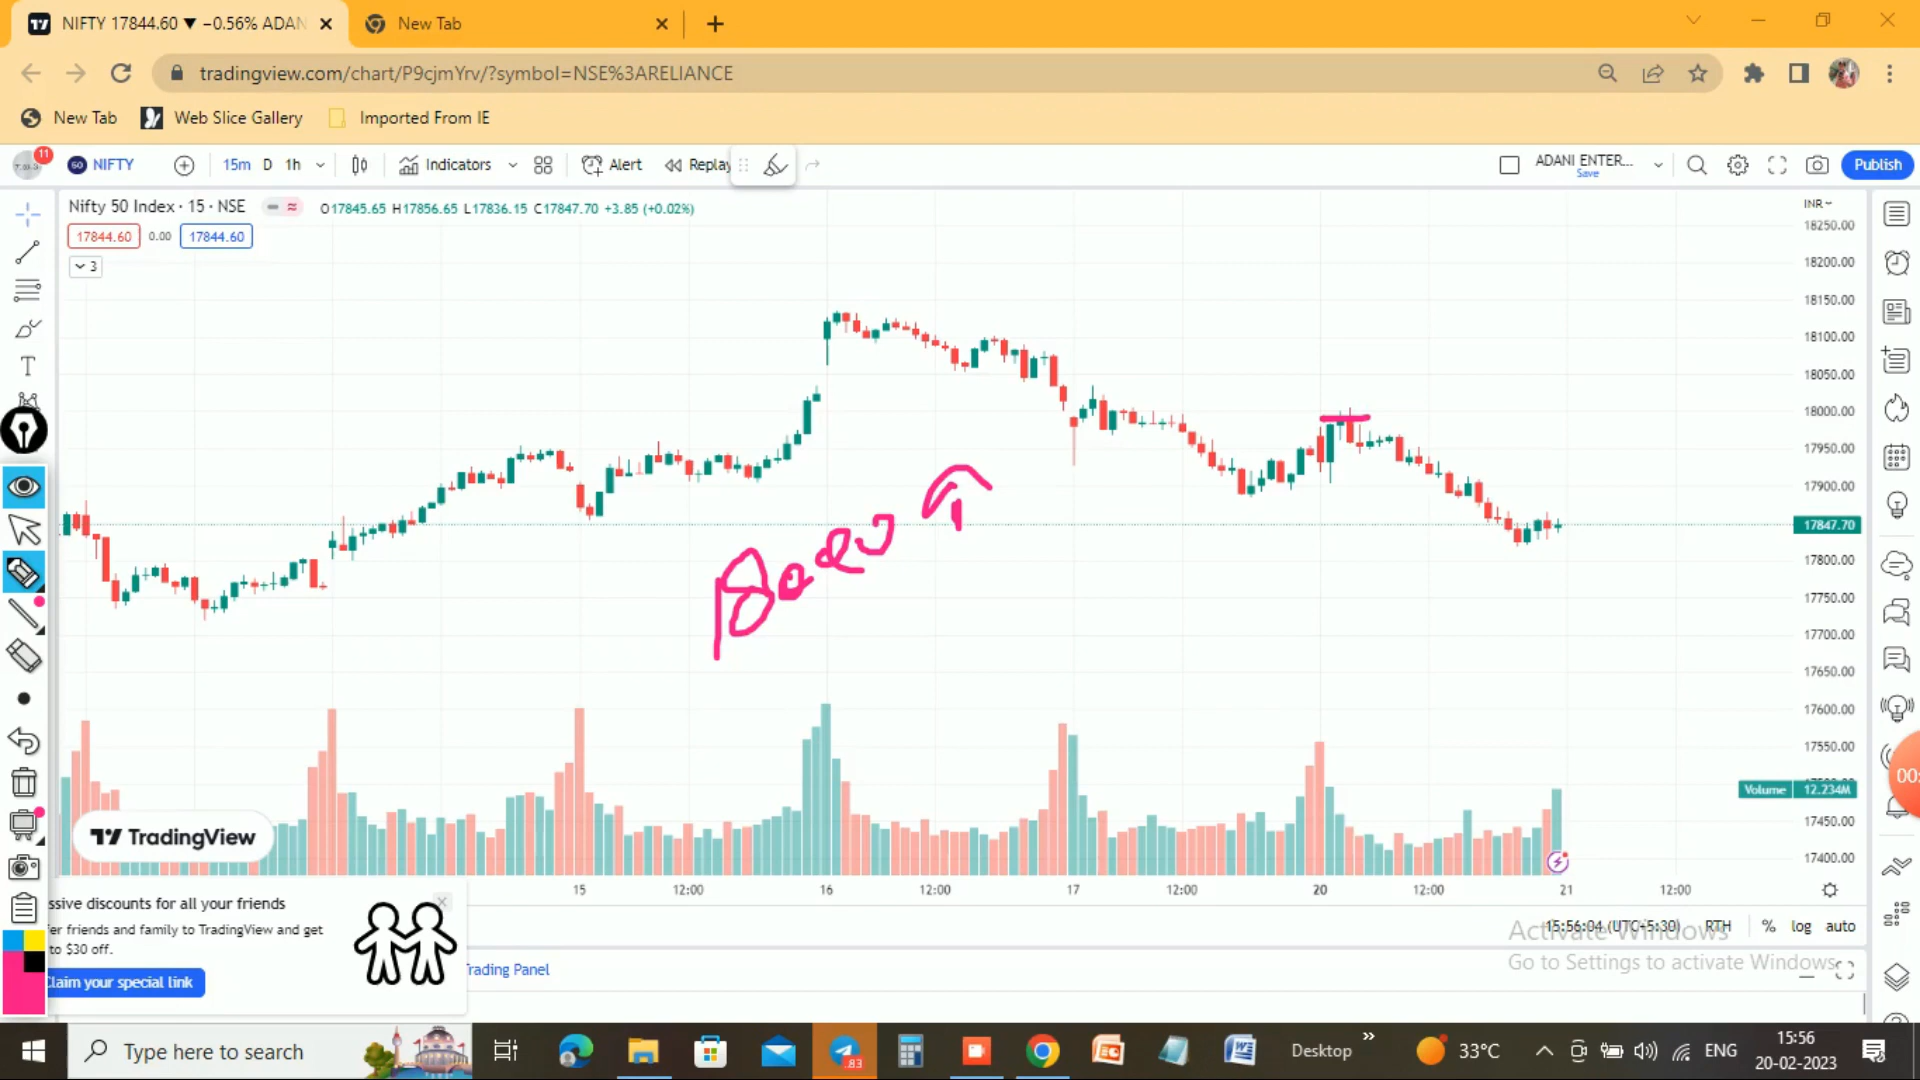 NIFTY 17844.60 ▼ −0.56% ADAN
New Tab
tradingview.com/chart/P9cjmYrv/?symbol=NSE%3ARELIANCE
New Tab
Web Slice Gallery
Imported From IE
11
50 NIFTY
15m D 1h
Indicators
Alert
Replay
ADANI ENTER...
Save
Publish
Nifty 50 Index · 15 · NSE
O17845.65 H17856.65 L17836.15 C17847.70 +3.85 (+0.02%)
17844.60 0.00 17844.60
3
INR
18250.00
18200.00
18150.00
18100.00
18050.00
18000.00
17950.00
17900.00
17847.70
17800.00
17750.00
17700.00
17650.00
17600.00
17550.00
Volume 12.234M
17450.00
17400.00
00:
TradingView
15 12:00 16 12:00 17 12:00 20 12:00 21 12:00
ssive discounts for all your friends
er friends and family to TradingView and get
to $30 off.
laim your special link
15:56:04 (UTC+5:30) RTH % log auto
Activate Windows
Go to Settings to activate Windows.
rading Panel
Type here to search
83
Desktop
33°C
ENG
15:56
20-02-2023